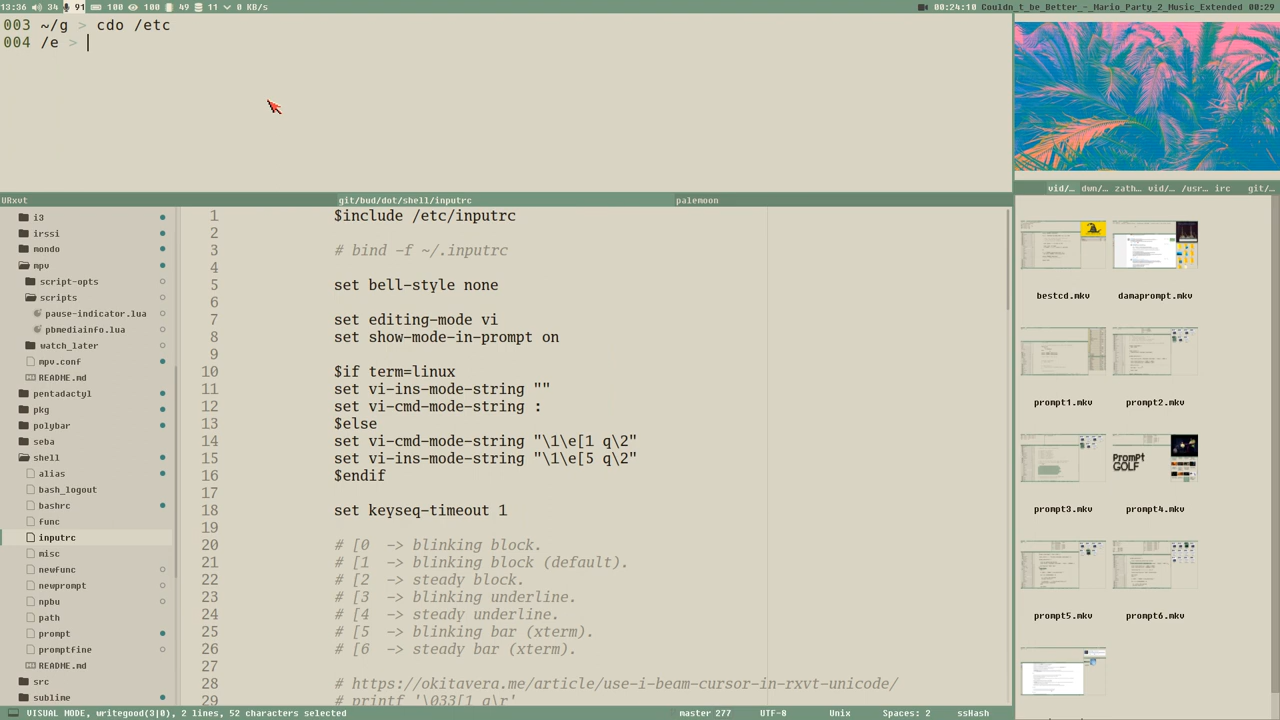 13:36 34 91 100 100 49 11 0 KB/s
00:24:10 Couldn_t_be_Better_-_Mario_Party_2_Music_Extended 00:29
003 ~/g > cdo /etc
004 /e >
URxvt
git/bud/dot/shell/inputrc
palemoon
i3
irssi
mondo
mpv
script-opts
scripts
pause-indicator.lua
pbmediainfo.lua
watch_later
mpv.conf
README.md
pentadactyl
pkg
polybar
seba
shell
alias
bash_logout
bashrc
func
inputrc
misc
newfunc
newprompt
npbu
path
prompt
promptfine
README.md
src
subline
1 $include /etc/inputrc
2
3 # bind -f ~/.inputrc
4
5 set bell-style none
6
7 set editing-mode vi
8 set show-mode-in-prompt on
9
10 $if term=linux
11 set vi-ins-mode-string ""
12 set vi-cmd-mode-string :
13 $else
14 set vi-cmd-mode-string "\1\e[1 q\2"
15 set vi-ins-mode-string "\1\e[5 q\2"
16 $endif
17
18 set keyseq-timeout 1
19
20 # [0  -> blinking block.
21 # [1  -> blinking block (default).
22 # [2  -> steady block.
23 # [3  -> blinking underline.
24 # [4  -> steady underline.
25 # [5  -> blinking bar (xterm).
26 # [6  -> steady bar (xterm).
27
28 https://okitavera.me/article/use-i-beam-cursor-in-rxvt-unicode/
29 # printf '\033[1 q\r'
vid/… dwn/… zath… vid/… /usr… irc git/…
bestcd.mkv
damaprompt.mkv
prompt1.mkv
prompt2.mkv
PromPt
GOLF
prompt3.mkv
prompt4.mkv
prompt5.mkv
prompt6.mkv
VISUAL MODE, writegood(3|0), 2 lines, 52 characters selected
master 277
UTF-8
Unix
Spaces: 2
ssHash